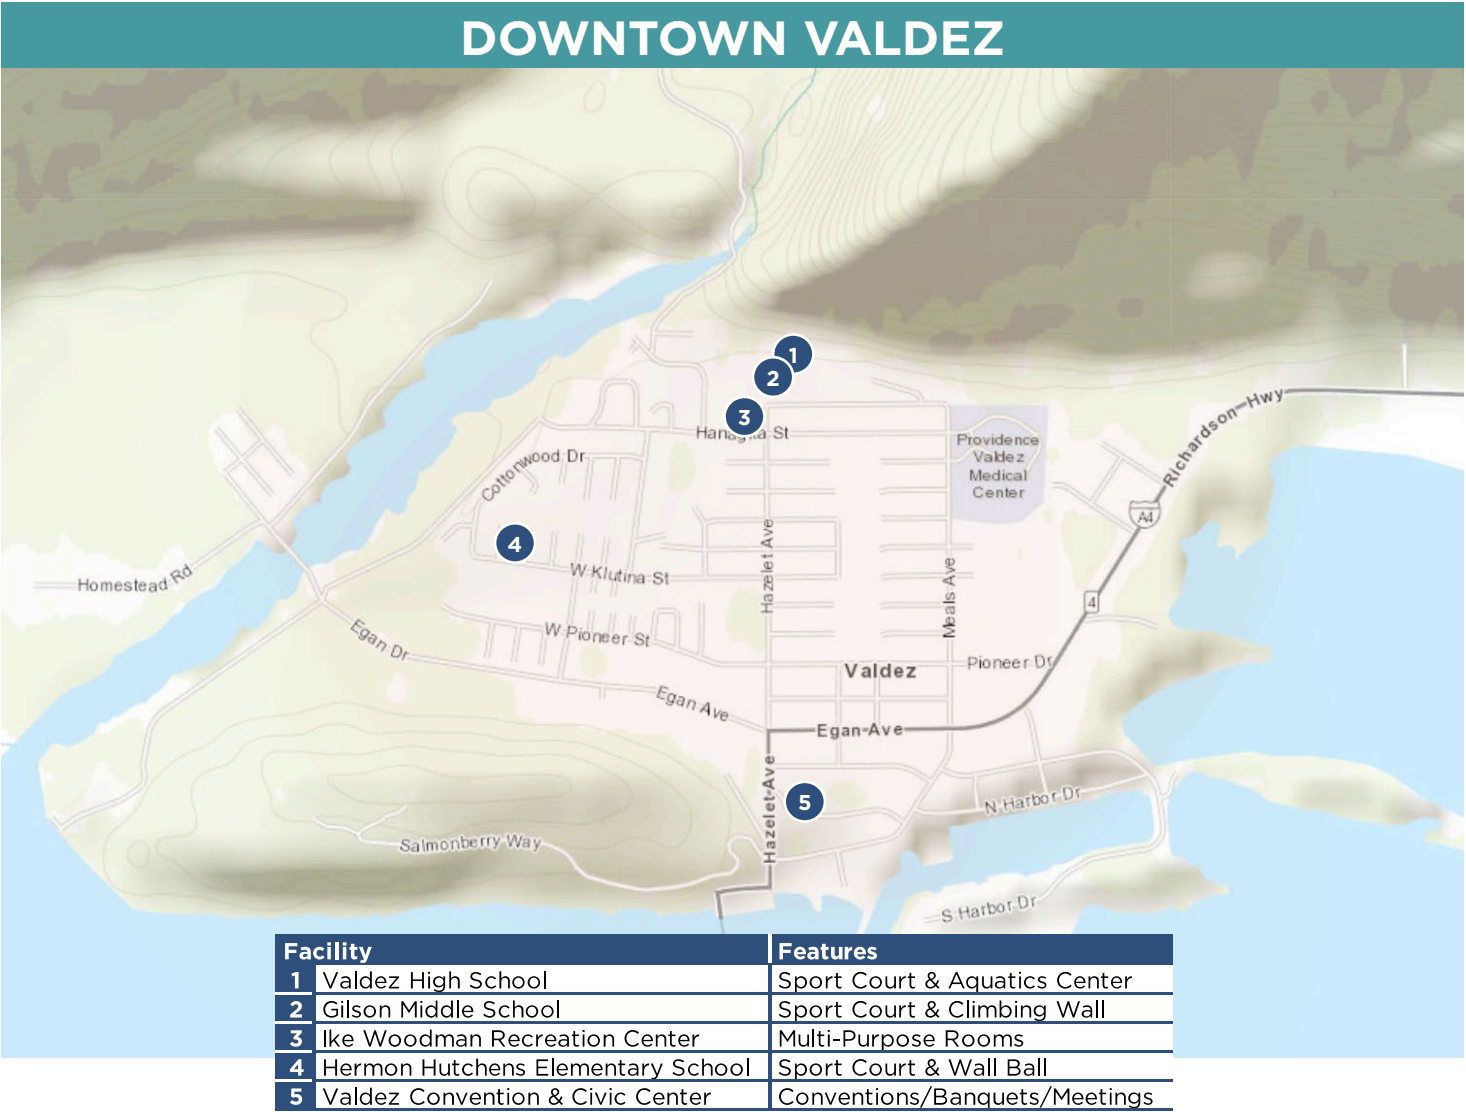 DOWNTOWN VALDEZ
Richardson Hwy
1
2
3
Hanagita St
Providence
Valdez
Medical
Center
Cottonwood Dr
A4
4
Hazelet Ave
W Klutina St
Meals Ave
Homestead Rd
4
Egan Dr
W Pioneer St
Valdez
Pioneer Dr
Egan Ave
Egan Ave
Hazelet Ave
5
N Harbor Dr
Salmonberry Way
S Harbor Dr
Facility Features
1 Valdez High School Sport Court & Aquatics Center
2 Gilson Middle School Sport Court & Climbing Wall
3 Ike Woodman Recreation Center Multi-Purpose Rooms
4 Hermon Hutchens Elementary School Sport Court & Wall Ball
5 Valdez Convention & Civic Center Conventions/Banquets/Meetings